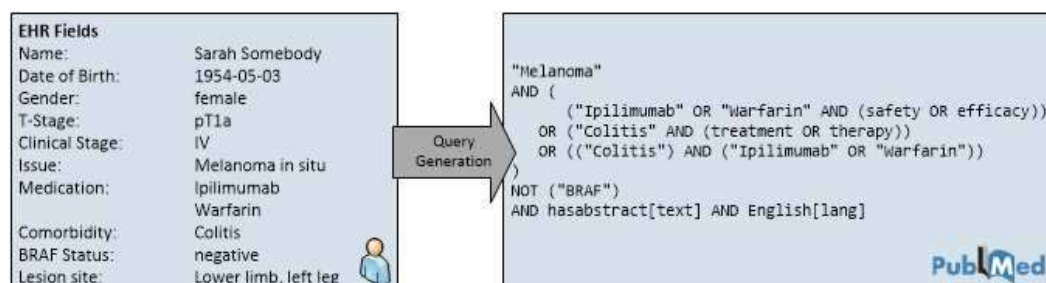 EHR Fields
Name: Sarah Somebody
Date of Birth: 1954-05-03
Gender: female
T-Stage: pT1a
Clinical Stage: IV
Issue: Melanoma in situ
Medication: Ipilimumab
Warfarin
Comorbidity: Colitis
BRAF Status: negative
Lesion site: Lower limb, left leg
Query
Generation
"Melanoma"
AND (
("Ipilimumab" OR "Warfarin" AND (safety OR efficacy))
OR ("Colitis" AND (treatment OR therapy))
OR (("Colitis") AND ("Ipilimumab" OR "Warfarin"))
)
NOT ("BRAF")
AND hasabstract[text] AND English[lang]
PubMed